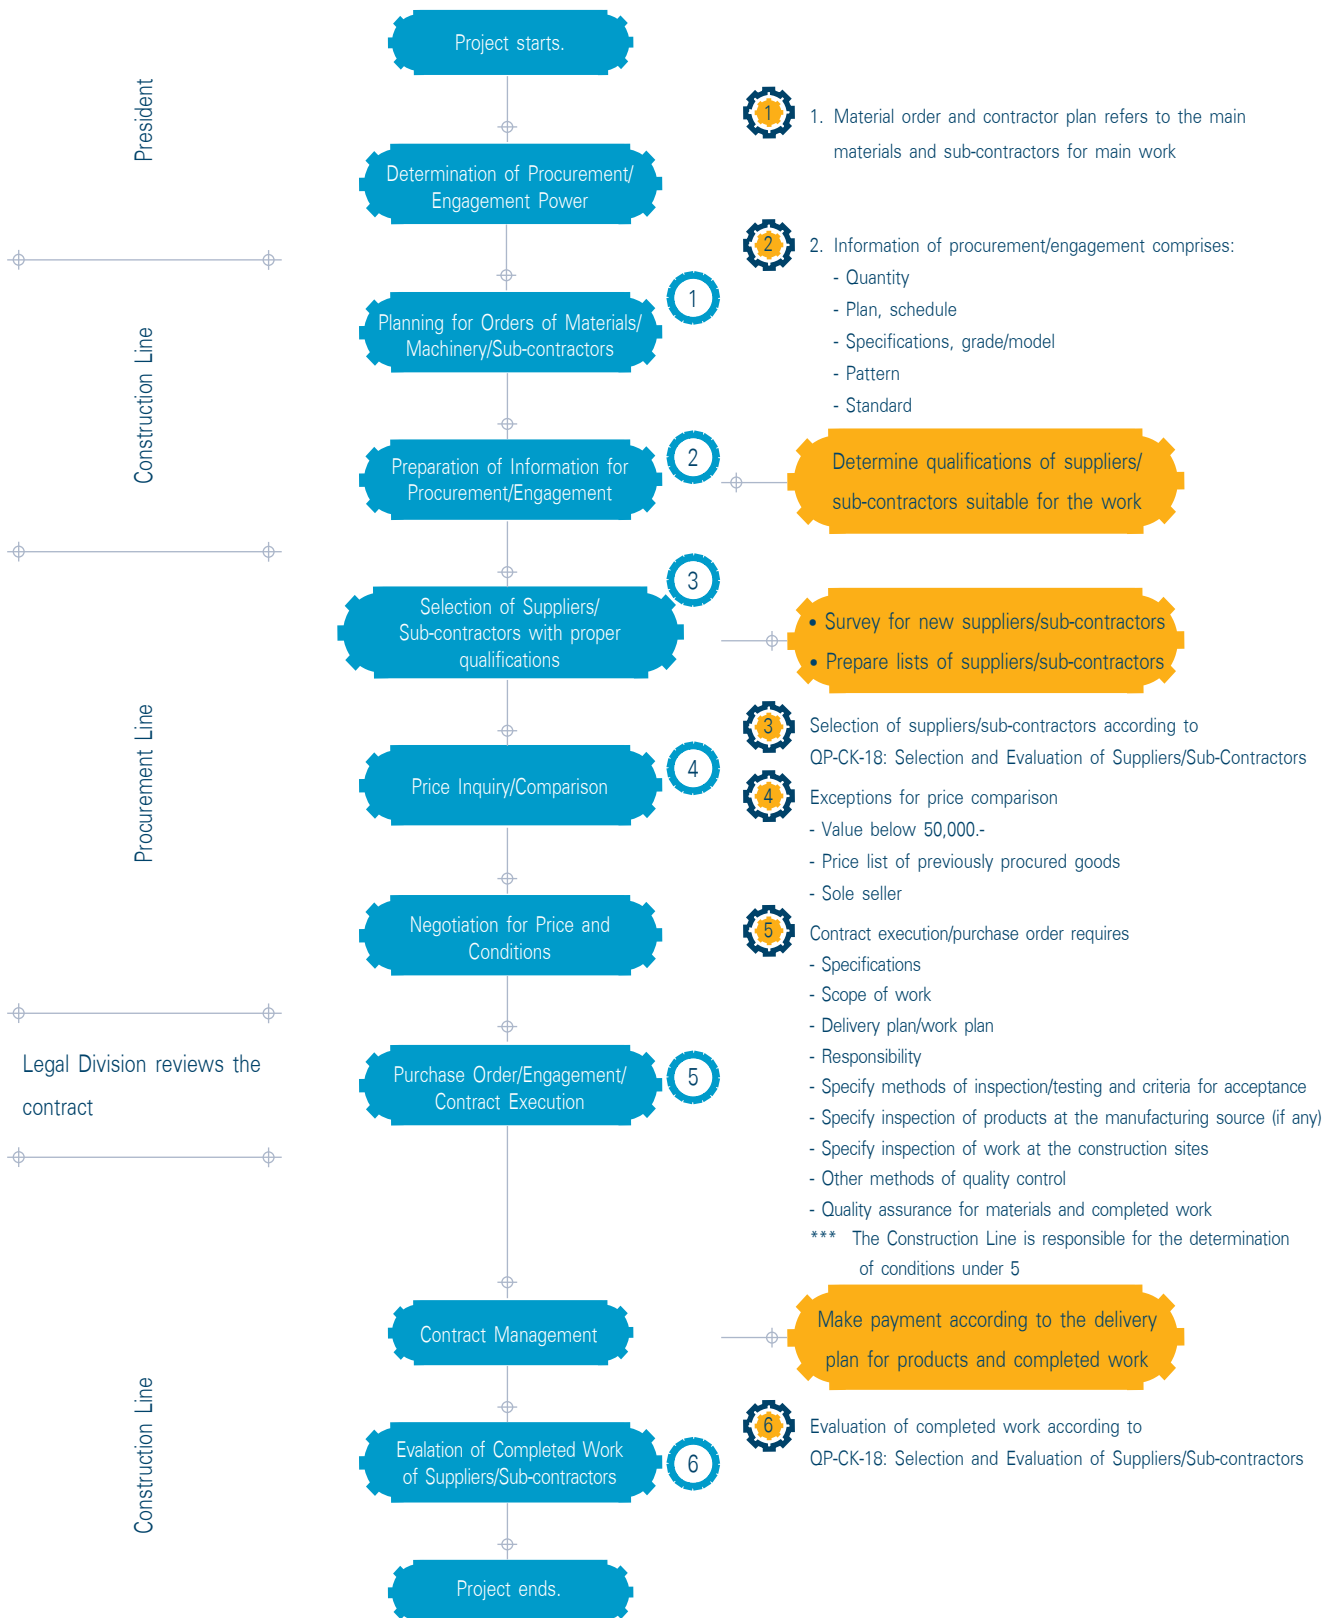 Project starts.
President
1
1. Material order and contractor plan refers to the main
materials and sub-contractors for main work
Determination of Procurement/
Engagement Power
2
2. Information of procurement/engagement comprises:
- Quantity
- Plan, schedule
- Specifications, grade/model
- Pattern
- Standard
Construction Line
1
Planning for Orders of Materials/
Machinery/Sub-contractors
2
Preparation of Information for
Procurement/Engagement
Determine qualifications of suppliers/
sub-contractors suitable for the work
3
Selection of Suppliers/
Sub-contractors with proper
qualifications
• Survey for new suppliers/sub-contractors
• Prepare lists of suppliers/sub-contractors
Procurement Line
3
Selection of suppliers/sub-contractors according to
QP-CK-18: Selection and Evaluation of Suppliers/Sub-Contractors
4
Price Inquiry/Comparison
4
Exceptions for price comparison
- Value below 50,000.-
- Price list of previously procured goods
- Sole seller
Negotiation for Price and
Conditions
5
Contract execution/purchase order requires
- Specifications
- Scope of work
- Delivery plan/work plan
- Responsibility
- Specify methods of inspection/testing and criteria for acceptance
- Specify inspection of products at the manufacturing source (if any)
- Specify inspection of work at the construction sites
- Other methods of quality control
- Quality assurance for materials and completed work
*** The Construction Line is responsible for the determination
of conditions under 5
Legal Division reviews the
contract
Purchase Order/Engagement/
Contract Execution
5
Contract Management
Make payment according to the delivery
plan for products and completed work
Construction Line
Evalation of Completed Work
of Suppliers/Sub-contractors
6
6
Evaluation of completed work according to
QP-CK-18: Selection and Evaluation of Suppliers/Sub-contractors
Project ends.